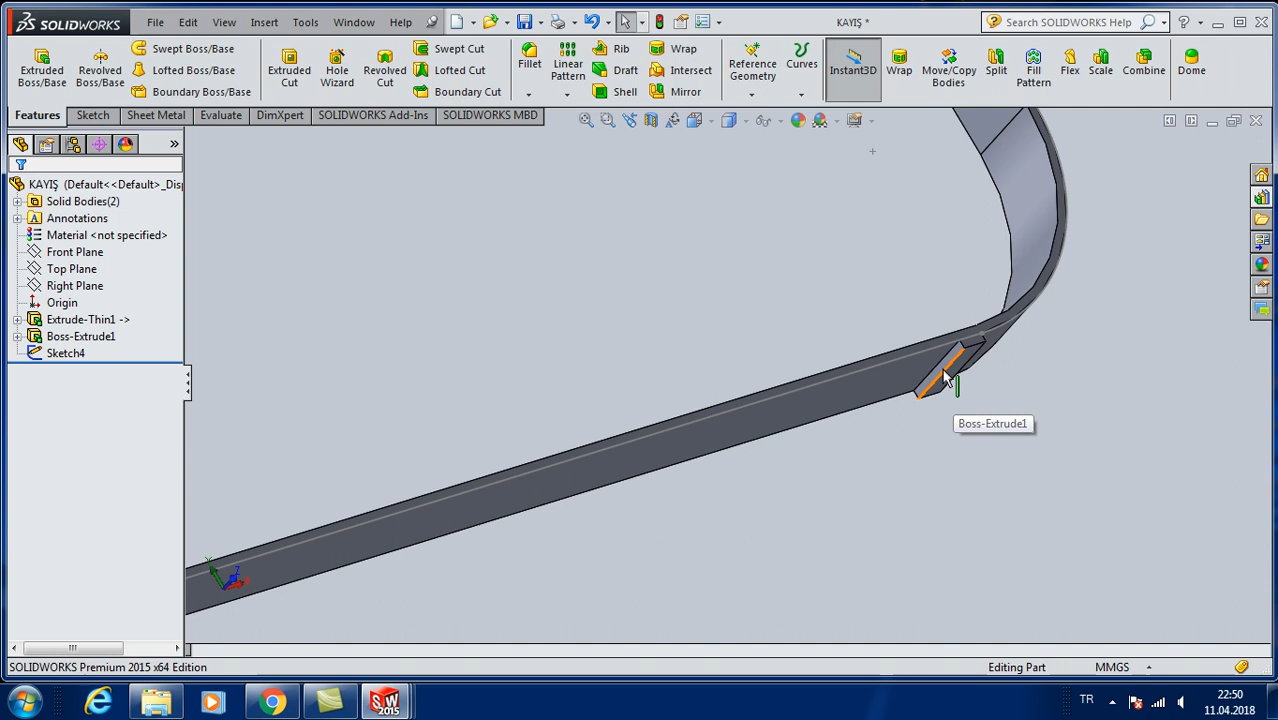 SOLIDWORKS
File Edit View Insert Tools Window Help
KAYIŞ *
Search SOLIDWORKS Help
Extruded Boss/Base
Revolved Boss/Base
Swept Boss/Base
Lofted Boss/Base
Boundary Boss/Base
Extruded Cut
Hole Wizard
Revolved Cut
Swept Cut
Lofted Cut
Boundary Cut
Fillet
Linear Pattern
Rib
Draft
Shell
Wrap
Intersect
Mirror
Reference Geometry
Curves
Instant3D
Wrap
Move/Copy Bodies
Split
Fill Pattern
Flex
Scale
Combine
Dome
Features Sketch Sheet Metal Evaluate DimXpert SOLIDWORKS Add-Ins SOLIDWORKS MBD
KAYIŞ (Default<<Default>_Disp
Solid Bodies(2)
Annotations
Material <not specified>
Front Plane
Top Plane
Right Plane
Origin
Extrude-Thin1 ->
Boss-Extrude1
Sketch4
Boss-Extrude1
SOLIDWORKS Premium 2015 x64 Edition
Editing Part
MMGS
TR
22:50
11.04.2018